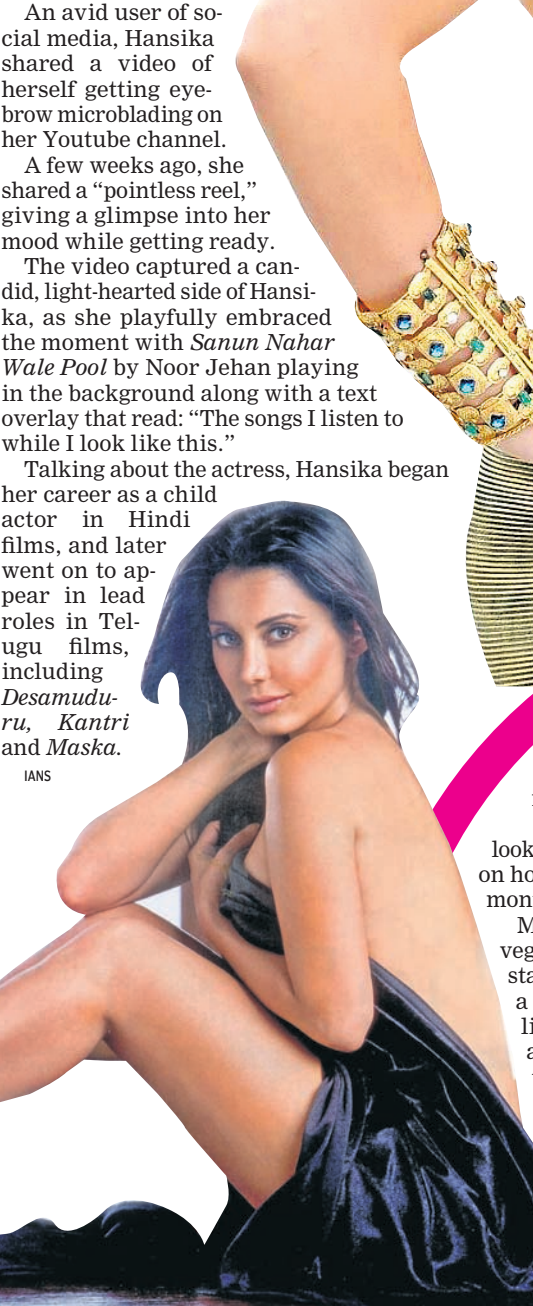 An avid user of so-
cial media, Hansika
shared a video of
herself getting eye-
brow microblading on
her Youtube channel.
A few weeks ago, she
shared a “pointless reel,”
giving a glimpse into her
mood while getting ready.
The video captured a can-
did, light-hearted side of Hansi-
ka, as she playfully embraced
the moment with Sanun Nahar
Wale Pool by Noor Jehan playing
in the background along with a text
overlay that read: “The songs I listen to
while I look like this.”
Talking about the actress, Hansika began
her career as a child
actor in Hindi
films, and later
went on to ap-
pear in lead
roles in Tel-
ugu films,
including
Desamudu-
ru, Kantri
and Maska.
IANS
look
on
a